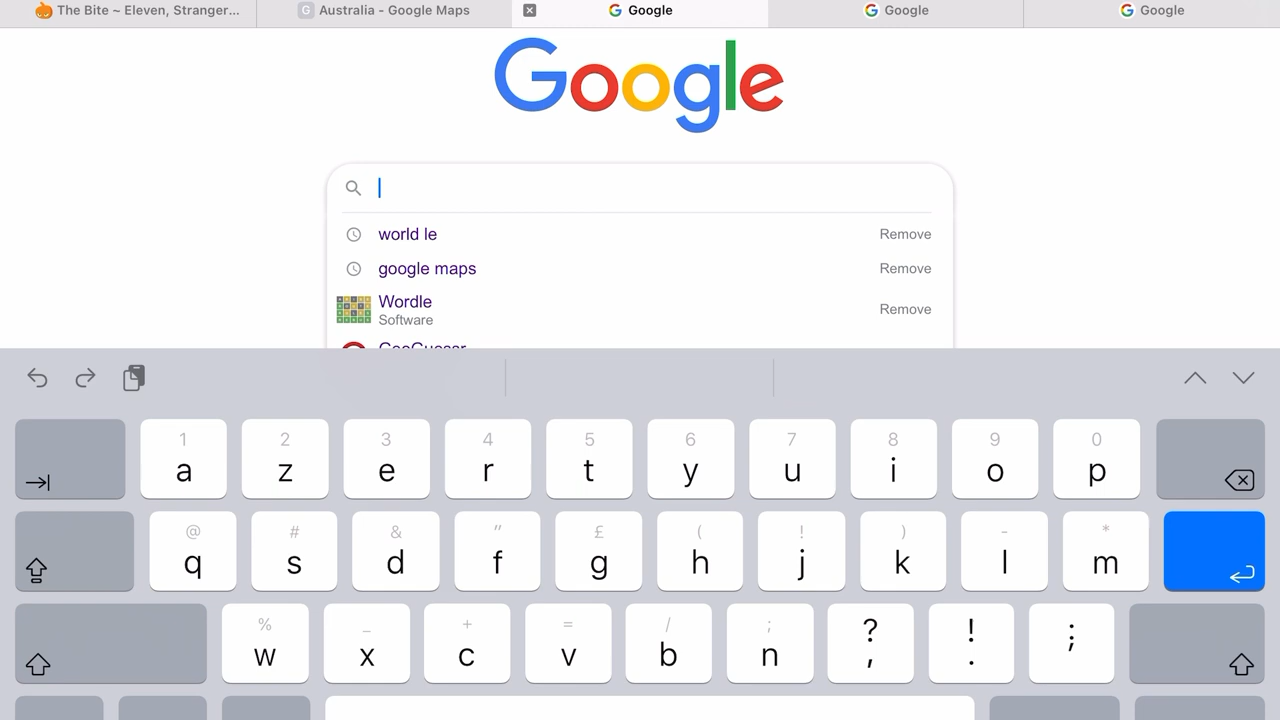 The Bite ~ Eleven, Stranger...
G Australia - Google Maps
Google
Google
Google
Google
world le
Remove
google maps
Remove
Wordle
Software
Remove
GeoGuessr
1 2 3 4 5 6 7 8 9 0
a z e r t y u i o p
@ # & " £ ( ! ) - *
q s d f g h j k l m
% _ + = / ; ? ! ;
w x c v b n , .